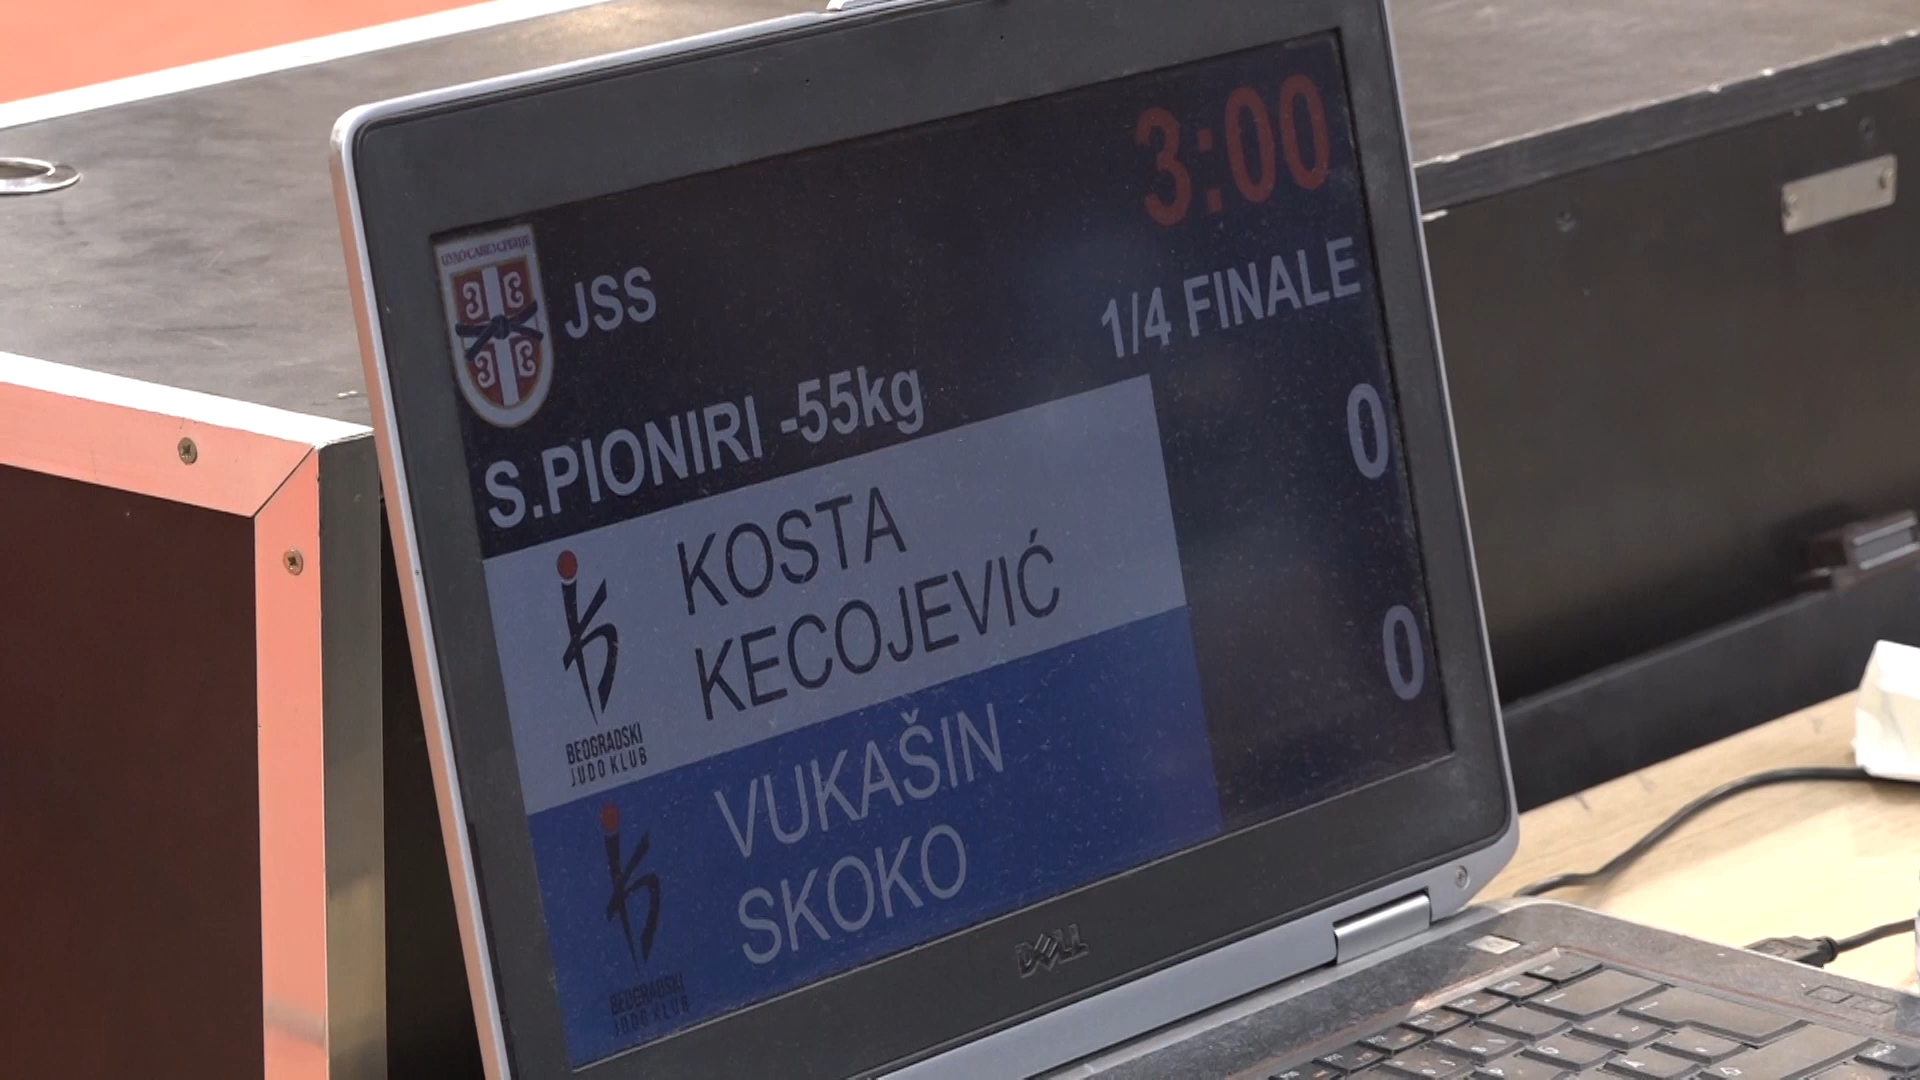 3:00
JSS
1/4 FINALE
S.PIONIRI -55kg
KOSTA
KECOJEVIĆ
0
BEOGRADSKI
JUDO KLUB
VUKAŠIN
SKOKO
0
BEOGRADSKI
JUDO KLUB
DELL